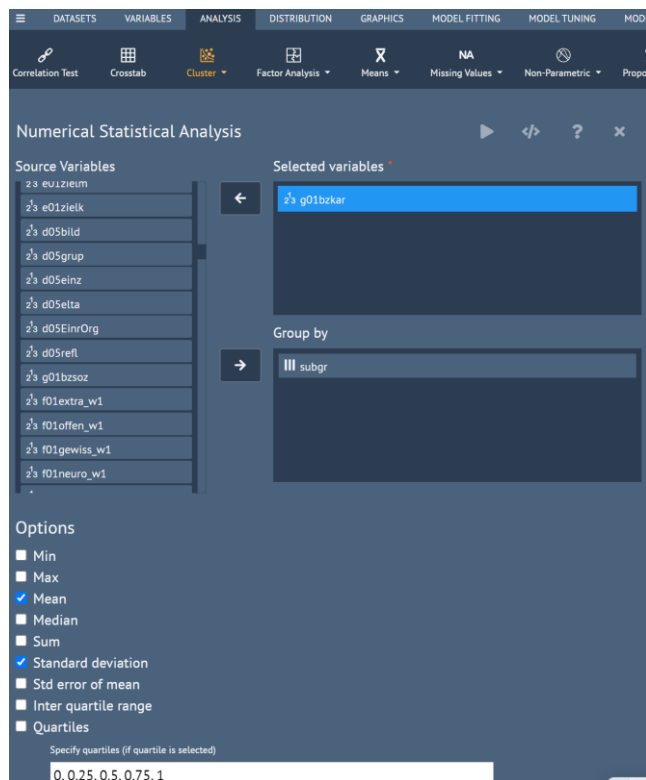 DATASETS VARIABLES ANALYSIS DISTRIBUTION GRAPHICS MODEL FITTING MODEL TUNING MOD
Correlation Test Crosstab Cluster Factor Analysis Means NA Missing Values Non-Parametric Propo
Numerical Statistical Analysis
Source Variables
e01zielm
e01zielk
d05bild
d05grup
d05einz
d05elta
d05EinrOrg
d05refl
g01bzsoz
f01extra_w1
f01offen_w1
f01gewiss_w1
f01neuro_w1
Selected variables *
g01bzkar
Group by
subgr
Options
Min
Max
Mean
Median
Sum
Standard deviation
Std error of mean
Inter quartile range
Quartiles
Specify quartiles (if quartile is selected)
0, 0.25, 0.5, 0.75, 1